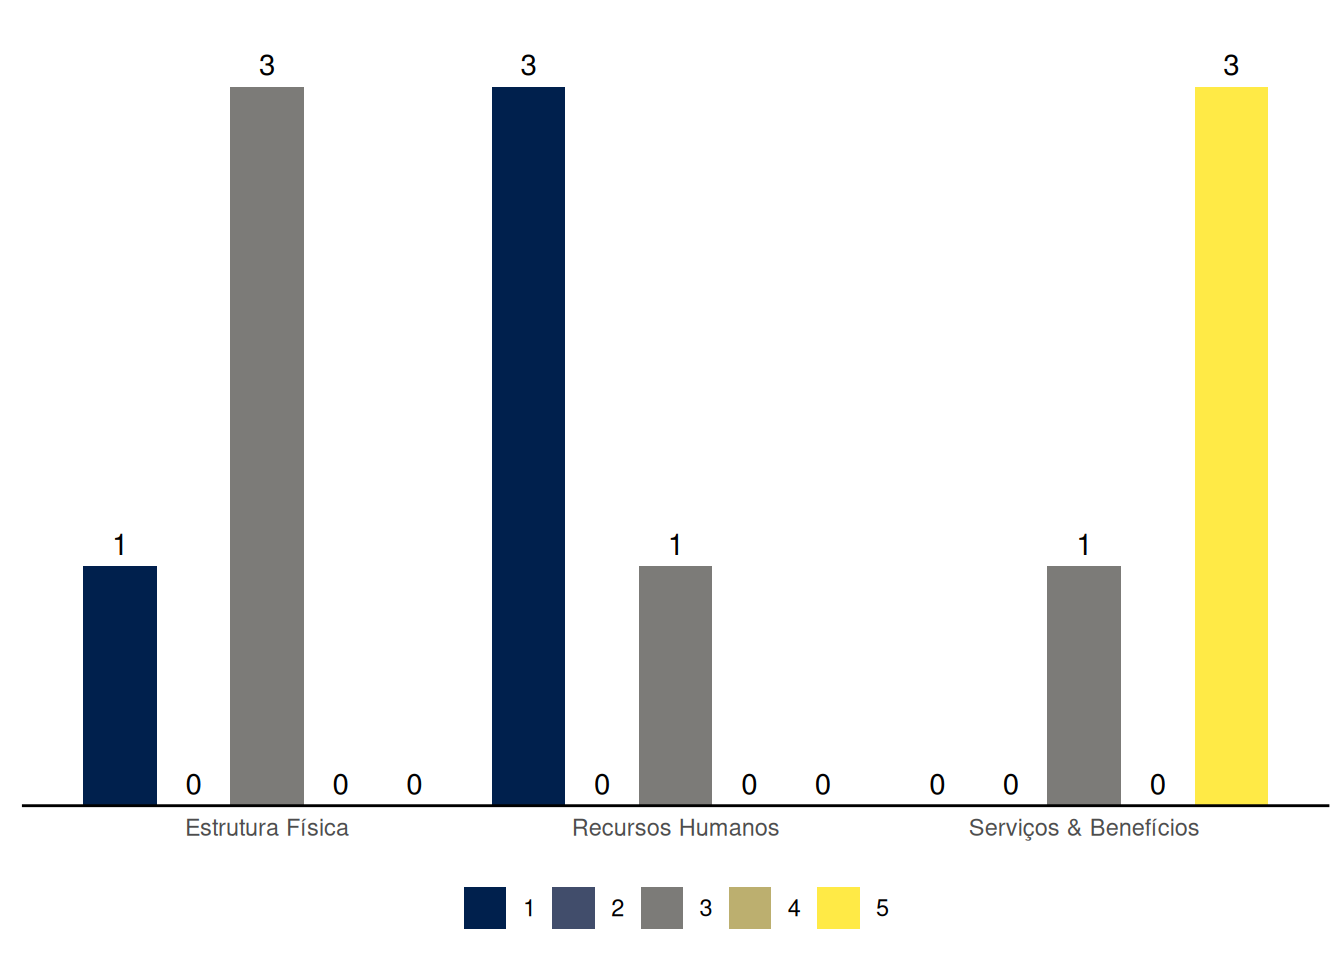 3 3 3
1 1 1
0 0 0 0 0 0 0 0 0
Estrutura Física Recursos Humanos Serviços & Benefícios
1 2 3 4 5